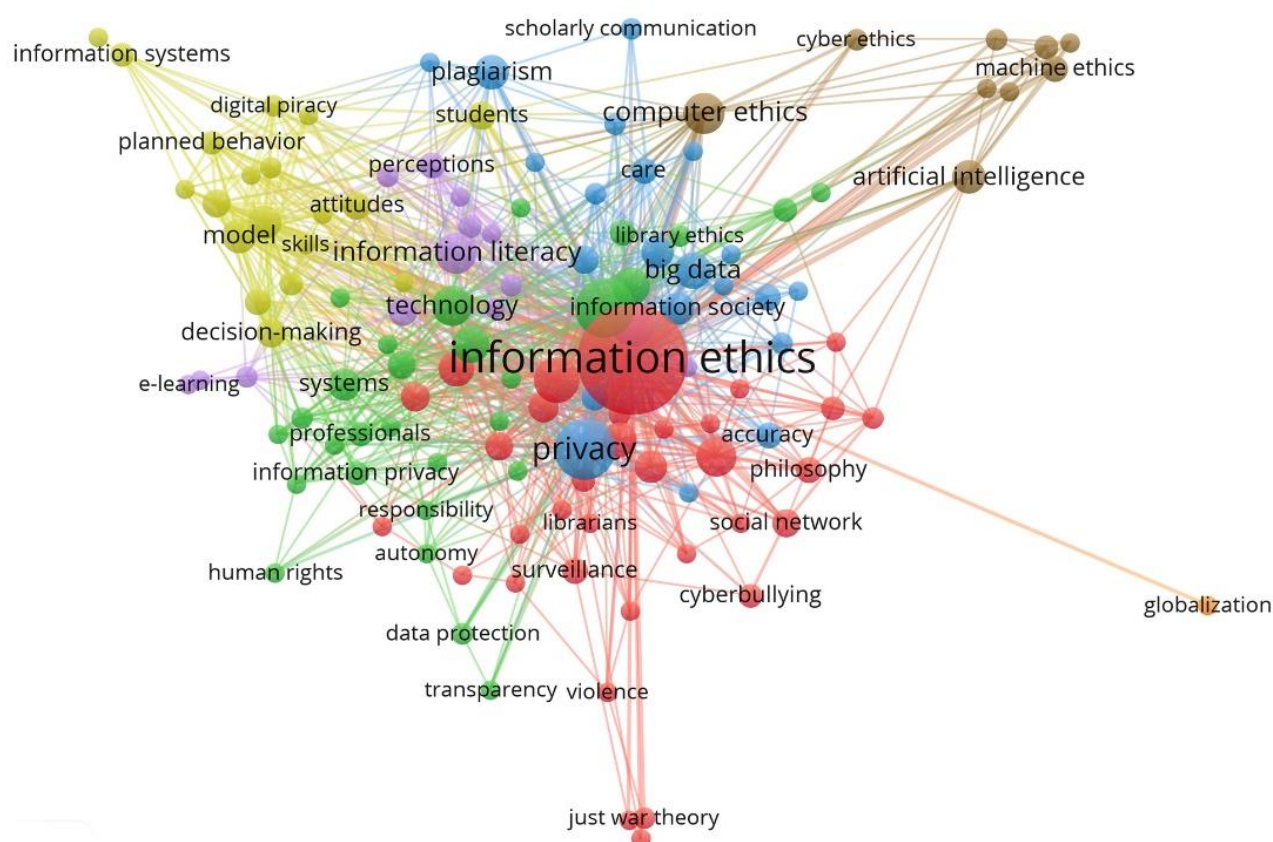 scholarly communication
cyber ethics
information systems
plagiarism
machine ethics
digital piracy
students
computer ethics
planned behavior
perceptions
care
artificial intelligence
attitudes
model
skills
information literacy
library ethics
big data
technology
information society
decision-making
information ethics
e-learning
systems
professionals
accuracy
privacy
information privacy
philosophy
responsibility
librarians
social network
autonomy
human rights
surveillance
cyberbullying
globalization
data protection
transparency
violence
just war theory